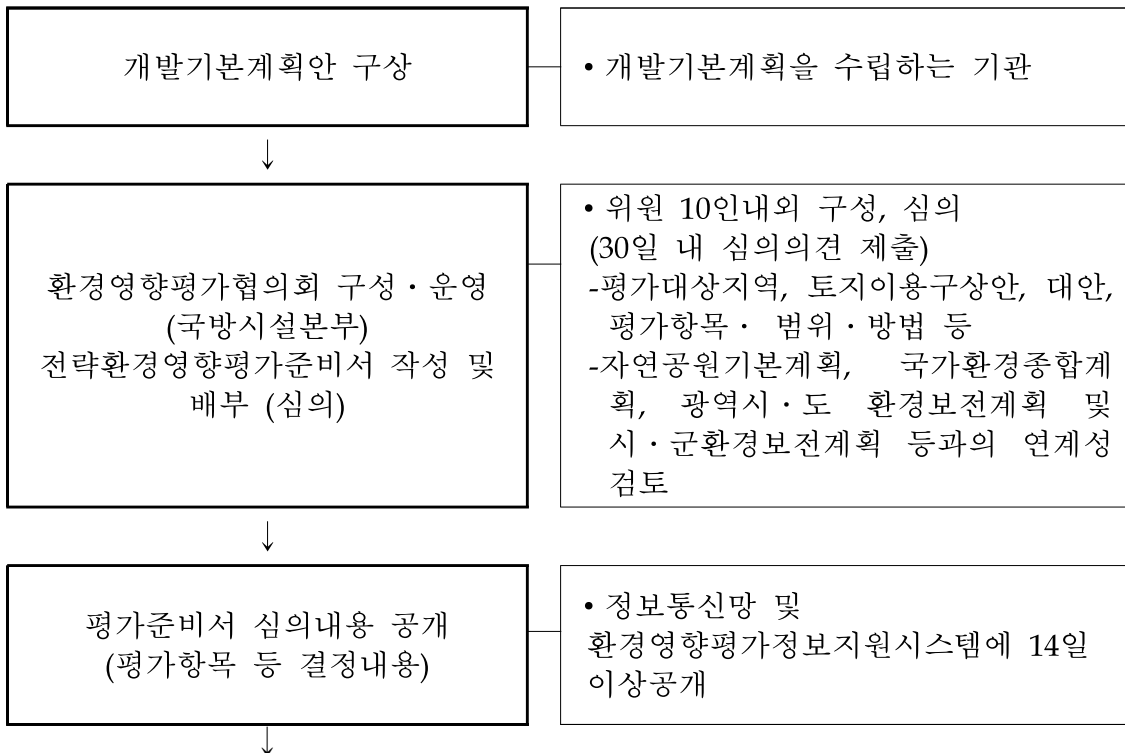 개발기본계획안 구상
• 개발기본계획을 수립하는 기관
↓
환경영향평가협의회 구성・운영
(국방시설본부)
전략환경영향평가준비서 작성 및
배부 (심의)
• 위원 10인내외 구성, 심의
(30일 내 심의의견 제출)
-평가대상지역, 토지이용구상안, 대안,
평가항목・ 범위・방법 등
-자연공원기본계획, 국가환경종합계
획, 광역시・도 환경보전계획 및
시・군환경보전계획 등과의 연계성
검토
↓
평가준비서 심의내용 공개
(평가항목 등 결정내용)
• 정보통신망 및
환경영향평가정보지원시스템에 14일
이상공개
↓